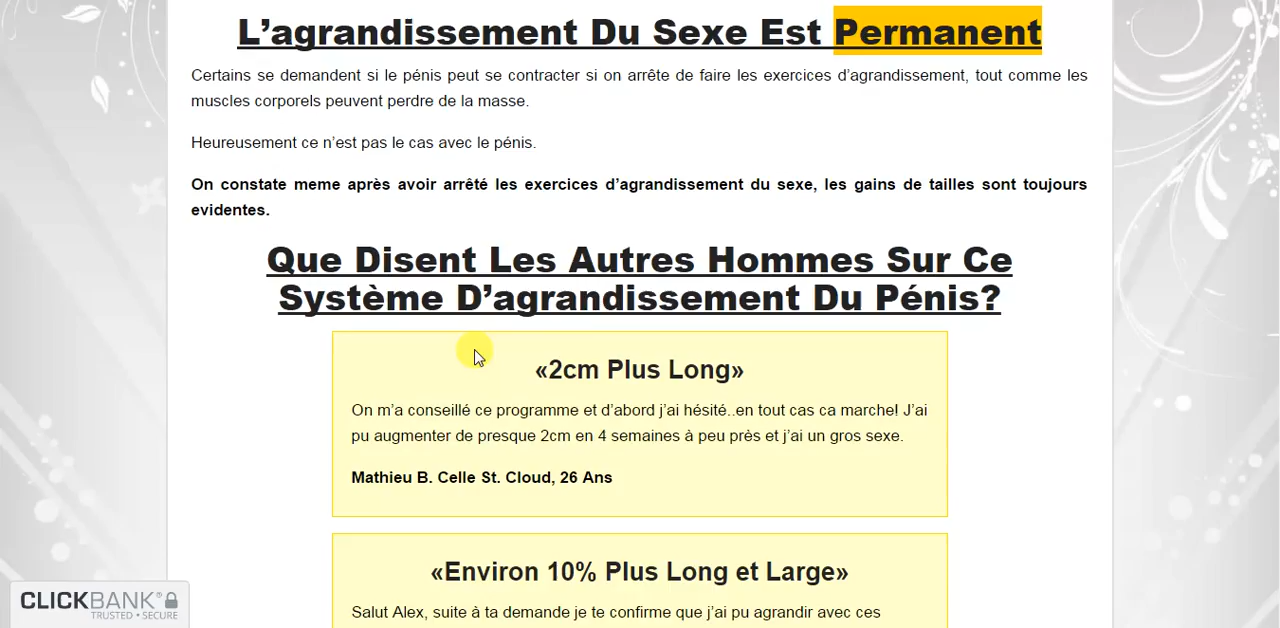 L’agrandissement Du Sexe Est Permanent
Certains se demandent si le pénis peut se contracter si on arrête de faire les exercices d’agrandissement, tout comme les
muscles corporels peuvent perdre de la masse.
Heureusement ce n’est pas le cas avec le pénis.
On constate meme après avoir arrêté les exercices d’agrandissement du sexe, les gains de tailles sont toujours
evidentes.
Que Disent Les Autres Hommes Sur Ce
Système D’agrandissement Du Pénis?
«2cm Plus Long»
On m’a conseillé ce programme et d’abord j’ai hésité..en tout cas ca marche! J’ai
pu augmenter de presque 2cm en 4 semaines à peu près et j’ai un gros sexe.
Mathieu B. Celle St. Cloud, 26 Ans
«Environ 10% Plus Long et Large»
Salut Alex, suite à ta demande je te confirme que j’ai pu agrandir avec ces
CLICKBANK®
TRUSTED • SECURE